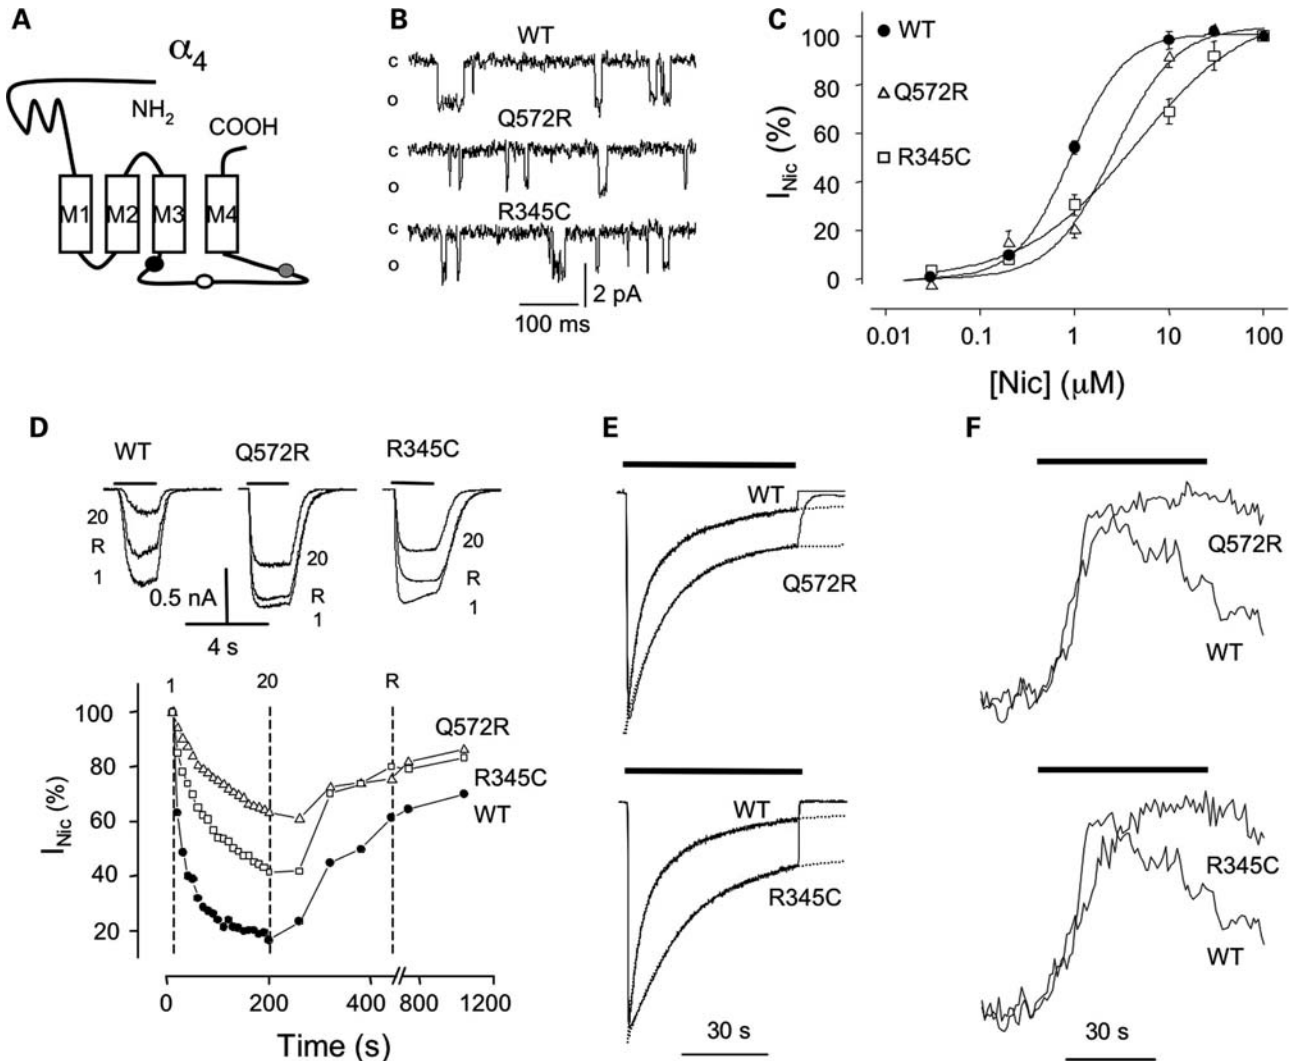 A
α4
NH2
COOH
M1 M2 M3 M4
B
WT
c
o
Q572R
c
o
R345C
c
o
2 pA
100 ms
C
WT
Q572R
R345C
INic (%)
100
80
60
40
20
0
0.01 0.1 1 10 100
[Nic] (μM)
D
WT Q572R R345C
20
R
1
20
R
1
20
R
1
0.5 nA
4 s
1 20 R
INic (%)
100
80
60
40
20
Q572R
R345C
WT
0 200 400 800 1200
Time (s)
E
WT
Q572R
WT
R345C
30 s
F
Q572R
WT
R345C
WT
30 s